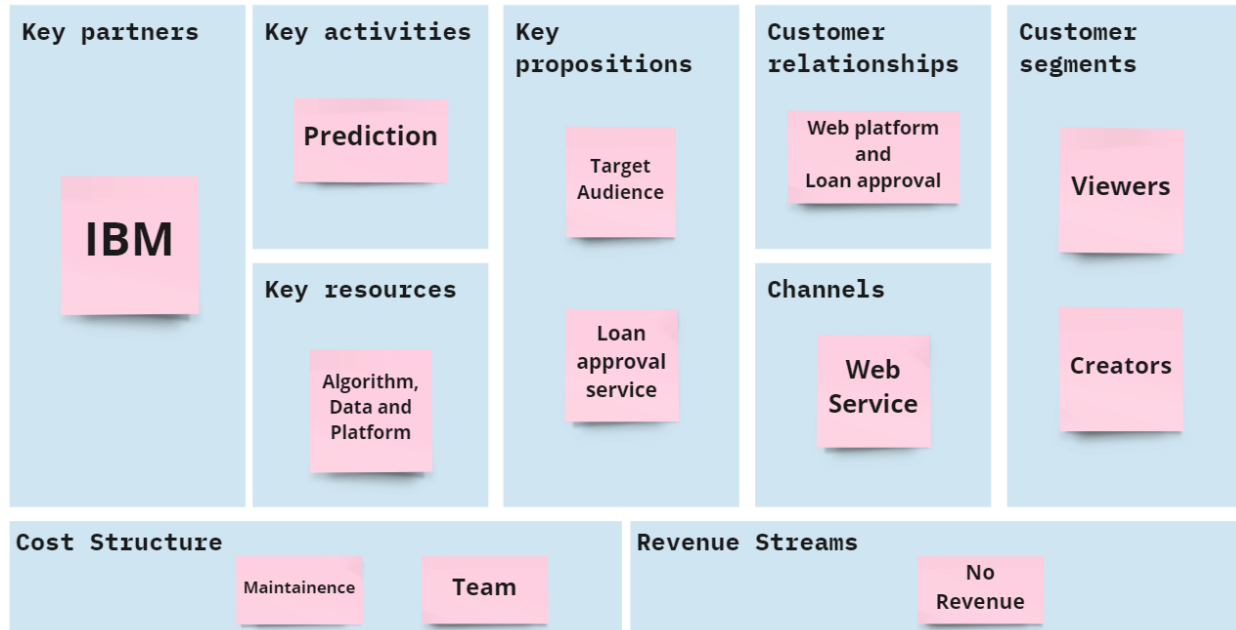 Key partners
IBM
Key activities
Prediction
Key resources
Algorithm,
Data and
Platform
Key
propositions
Target
Audience
Loan
approval
service
Customer
relationships
Web platform
and
Loan approval
Channels
Web
Service
Customer
segments
Viewers
Creators
Cost Structure
Maintainence
Team
Revenue Streams
No
Revenue